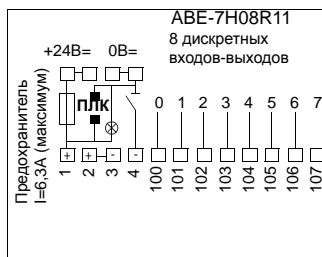 ABE-7H08R11
8 дискретных
входов-выходов
+24В= 0В=
ПЛК
0 1 2 3 4 5 6 7
Предохранитель
I=6,3А (максимум)
+ + - -
1 2 3 4 100 101 102 103 104 105 106 107